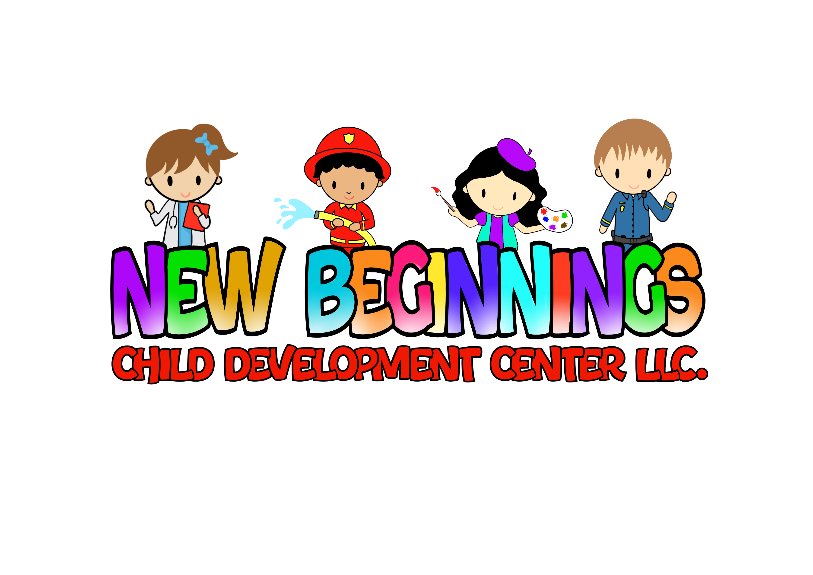 NEW BEGINNINGS
CHILD DEVELOPMENT CENTER LLC.